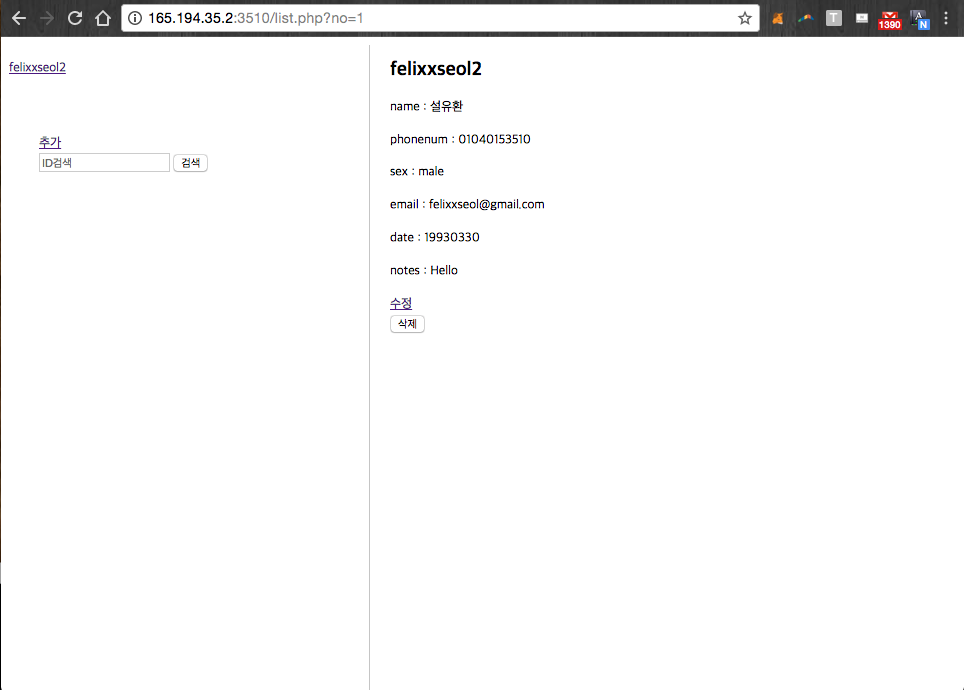 165.194.35.2:3510/list.php?no=1
T
1390
A
N
felixxseol2
추가
ID검색
검색
felixxseol2
name : 설유환
phonenum : 01040153510
sex : male
email : felixxseol@gmail.com
date : 19930330
notes : Hello
수정
삭제